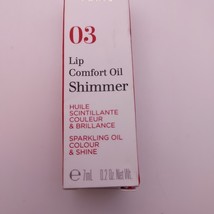 03
Lip
Comfort Oil
Shimmer
HUILE
SCINTILLANTE
COULEUR
& BRILLANCE
SPARKLING OIL
COLOUR
& SHINE
℮ 7mL 0.2 Oz. Net Wt.